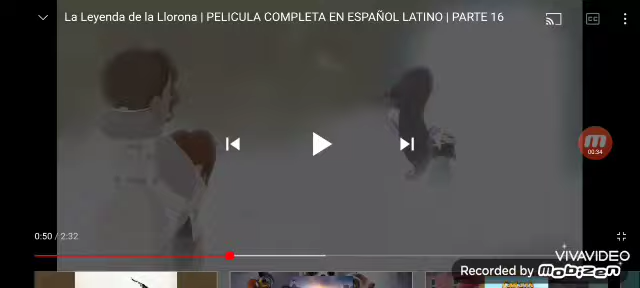 La Leyenda de la Llorona | PELICULA COMPLETA EN ESPAÑOL LATINO | PARTE 16
CC
00:34
0:50 / 2:32
VIVAVIDEO
Recorded by mobizen